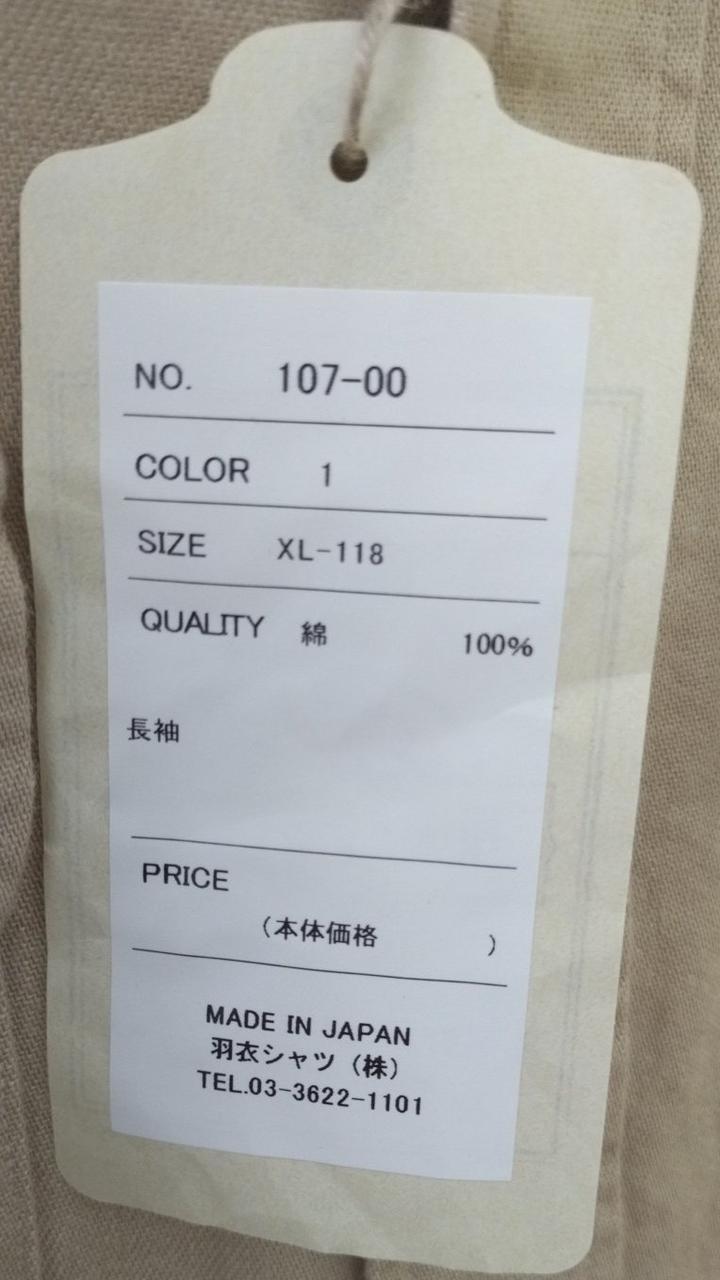 NO. 107-00
COLOR 1
SIZE XL-118
QUALITY 綿 100%
長袖
PRICE
（本体価格 ）
MADE IN JAPAN
羽衣シャツ（株）
TEL.03-3622-1101